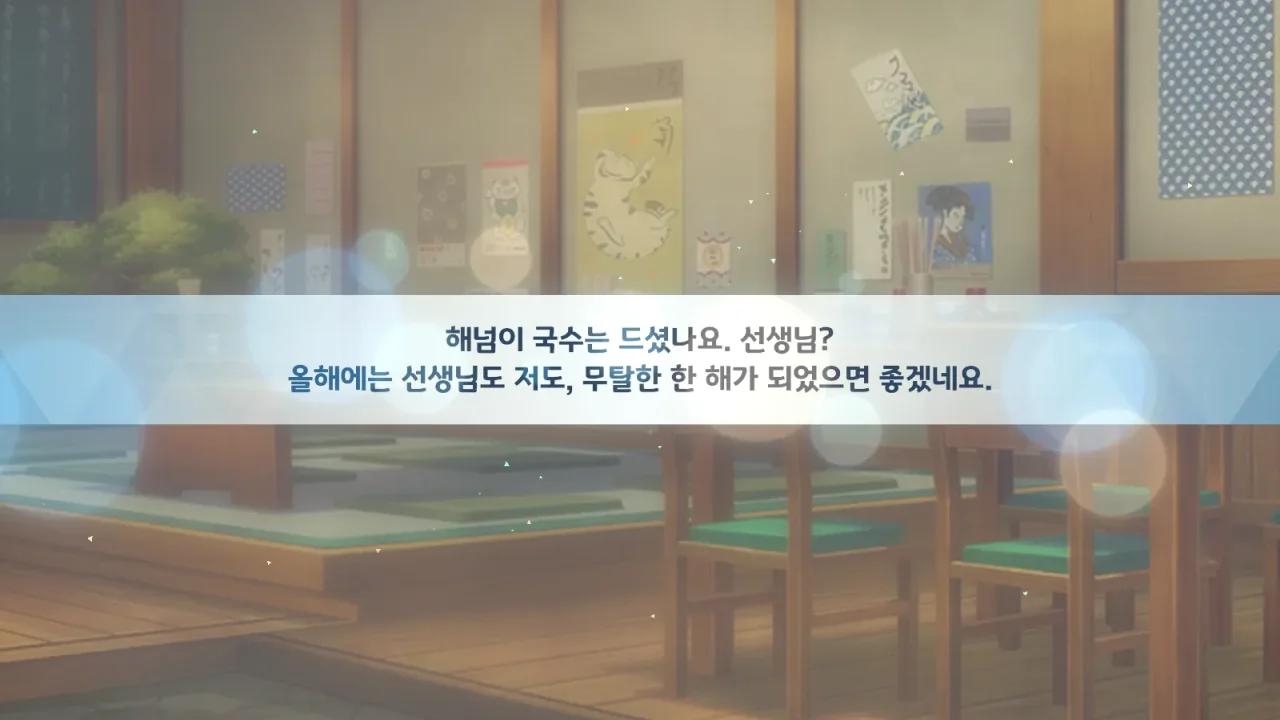 해넘이 국수는 드셨나요. 선생님?
올해에는 선생님도 저도, 무탈한 한 해가 되었으면 좋겠네요.